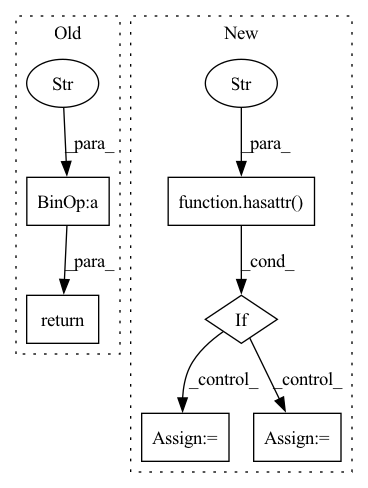 Old
New
Str
Str
_para_
_para_
BinOp:a
function.hasattr()
_para_
_cond_
return
If
_control_
_control_
Assign:=
Assign:=